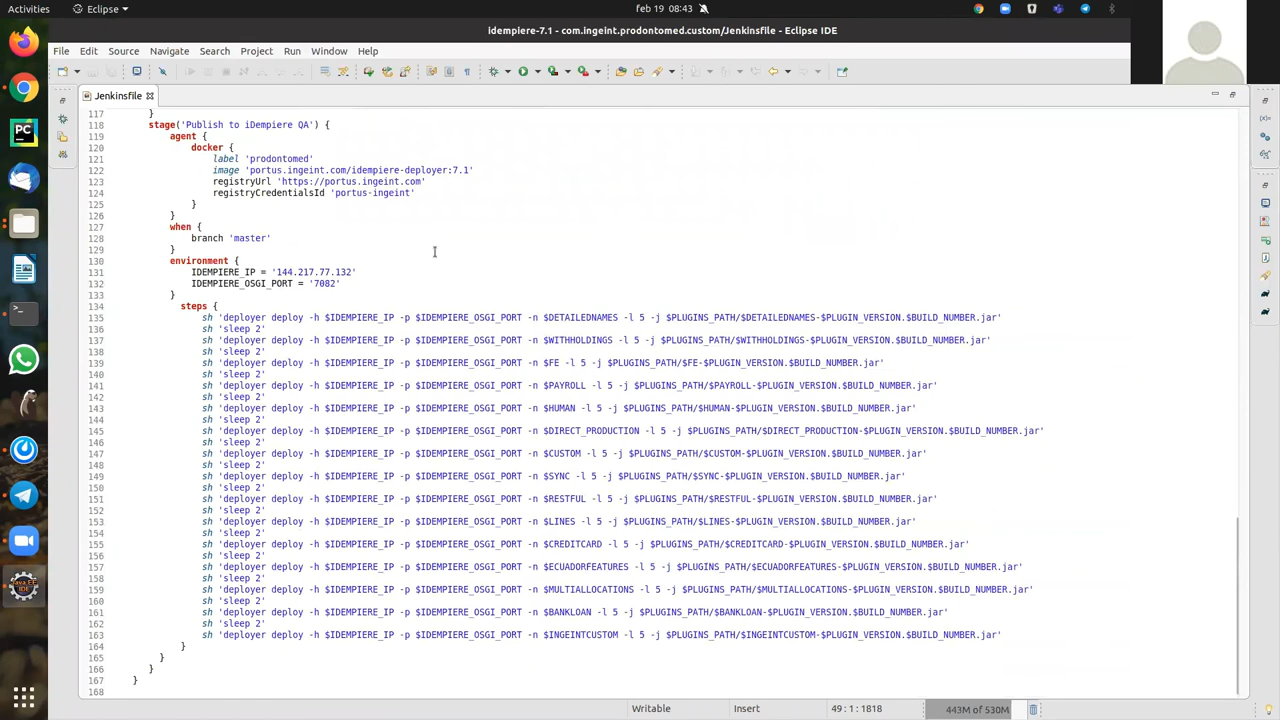 Activities Eclipse feb 19 08:43
idempiere-7.1 - com.ingeint.prodontomed.custom/Jenkinsfile - Eclipse IDE
File Edit Source Navigate Search Project Run Window Help
Jenkinsfile
117 }
118 stage('Publish to iDempiere QA') {
119 agent {
120 docker {
121 label 'prodontomed'
122 image 'portus.ingeint.com/idempiere-deployer:7.1'
123 registryUrl 'https://portus.ingeint.com'
124 registryCredentialsId 'portus-ingeint'
125 }
126 }
127 when {
128 branch 'master'
129 }
130 environment {
131 IDEMPIERE_IP = '144.217.77.132'
132 IDEMPIERE_OSGI_PORT = '7082'
133 }
134 steps {
135 sh 'deployer deploy -h $IDEMPIERE_IP -p $IDEMPIERE_OSGI_PORT -n $DETAILEDNAMES -l 5 -j $PLUGINS_PATH/$DETAILEDNAMES-$PLUGIN_VERSION.$BUILD_NUMBER.jar'
136 sh 'sleep 2'
137 sh 'deployer deploy -h $IDEMPIERE_IP -p $IDEMPIERE_OSGI_PORT -n $WITHHOLDINGS -l 5 -j $PLUGINS_PATH/$WITHHOLDINGS-$PLUGIN_VERSION.$BUILD_NUMBER.jar'
138 sh 'sleep 2'
139 sh 'deployer deploy -h $IDEMPIERE_IP -p $IDEMPIERE_OSGI_PORT -n $FE -l 5 -j $PLUGINS_PATH/$FE-$PLUGIN_VERSION.$BUILD_NUMBER.jar'
140 sh 'sleep 2'
141 sh 'deployer deploy -h $IDEMPIERE_IP -p $IDEMPIERE_OSGI_PORT -n $PAYROLL -l 5 -j $PLUGINS_PATH/$PAYROLL-$PLUGIN_VERSION.$BUILD_NUMBER.jar'
142 sh 'sleep 2'
143 sh 'deployer deploy -h $IDEMPIERE_IP -p $IDEMPIERE_OSGI_PORT -n $HUMAN -l 5 -j $PLUGINS_PATH/$HUMAN-$PLUGIN_VERSION.$BUILD_NUMBER.jar'
144 sh 'sleep 2'
145 sh 'deployer deploy -h $IDEMPIERE_IP -p $IDEMPIERE_OSGI_PORT -n $DIRECT_PRODUCTION -l 5 -j $PLUGINS_PATH/$DIRECT_PRODUCTION-$PLUGIN_VERSION.$BUILD_NUMBER.jar'
146 sh 'sleep 2'
147 sh 'deployer deploy -h $IDEMPIERE_IP -p $IDEMPIERE_OSGI_PORT -n $CUSTOM -l 5 -j $PLUGINS_PATH/$CUSTOM-$PLUGIN_VERSION.$BUILD_NUMBER.jar'
148 sh 'sleep 2'
149 sh 'deployer deploy -h $IDEMPIERE_IP -p $IDEMPIERE_OSGI_PORT -n $SYNC -l 5 -j $PLUGINS_PATH/$SYNC-$PLUGIN_VERSION.$BUILD_NUMBER.jar'
150 sh 'sleep 2'
151 sh 'deployer deploy -h $IDEMPIERE_IP -p $IDEMPIERE_OSGI_PORT -n $RESTFUL -l 5 -j $PLUGINS_PATH/$RESTFUL-$PLUGIN_VERSION.$BUILD_NUMBER.jar'
152 sh 'sleep 2'
153 sh 'deployer deploy -h $IDEMPIERE_IP -p $IDEMPIERE_OSGI_PORT -n $LINES -l 5 -j $PLUGINS_PATH/$LINES-$PLUGIN_VERSION.$BUILD_NUMBER.jar'
154 sh 'sleep 2'
155 sh 'deployer deploy -h $IDEMPIERE_IP -p $IDEMPIERE_OSGI_PORT -n $CREDITCARD -l 5 -j $PLUGINS_PATH/$CREDITCARD-$PLUGIN_VERSION.$BUILD_NUMBER.jar'
156 sh 'sleep 2'
157 sh 'deployer deploy -h $IDEMPIERE_IP -p $IDEMPIERE_OSGI_PORT -n $ECUADORFEATURES -l 5 -j $PLUGINS_PATH/$ECUADORFEATURES-$PLUGIN_VERSION.$BUILD_NUMBER.jar'
158 sh 'sleep 2'
159 sh 'deployer deploy -h $IDEMPIERE_IP -p $IDEMPIERE_OSGI_PORT -n $MULTIALLOCATIONS -l 5 -j $PLUGINS_PATH/$MULTIALLOCATIONS-$PLUGIN_VERSION.$BUILD_NUMBER.jar'
160 sh 'sleep 2'
161 sh 'deployer deploy -h $IDEMPIERE_IP -p $IDEMPIERE_OSGI_PORT -n $BANKLOAN -l 5 -j $PLUGINS_PATH/$BANKLOAN-$PLUGIN_VERSION.$BUILD_NUMBER.jar'
162 sh 'sleep 2'
163 sh 'deployer deploy -h $IDEMPIERE_IP -p $IDEMPIERE_OSGI_PORT -n $INGEINTCUSTOM -l 5 -j $PLUGINS_PATH/$INGEINTCUSTOM-$PLUGIN_VERSION.$BUILD_NUMBER.jar'
164 }
165 }
166 }
167 }
168
Writable Insert 49 : 1 : 1818 443M of 530M